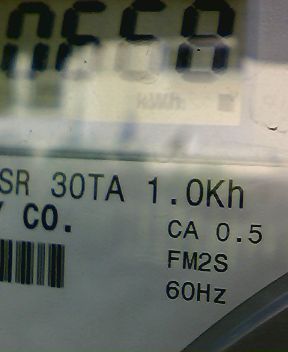 kWh
SR 30TA 1.0Kh
Y CO.
CA 0.5
FM2S
60Hz